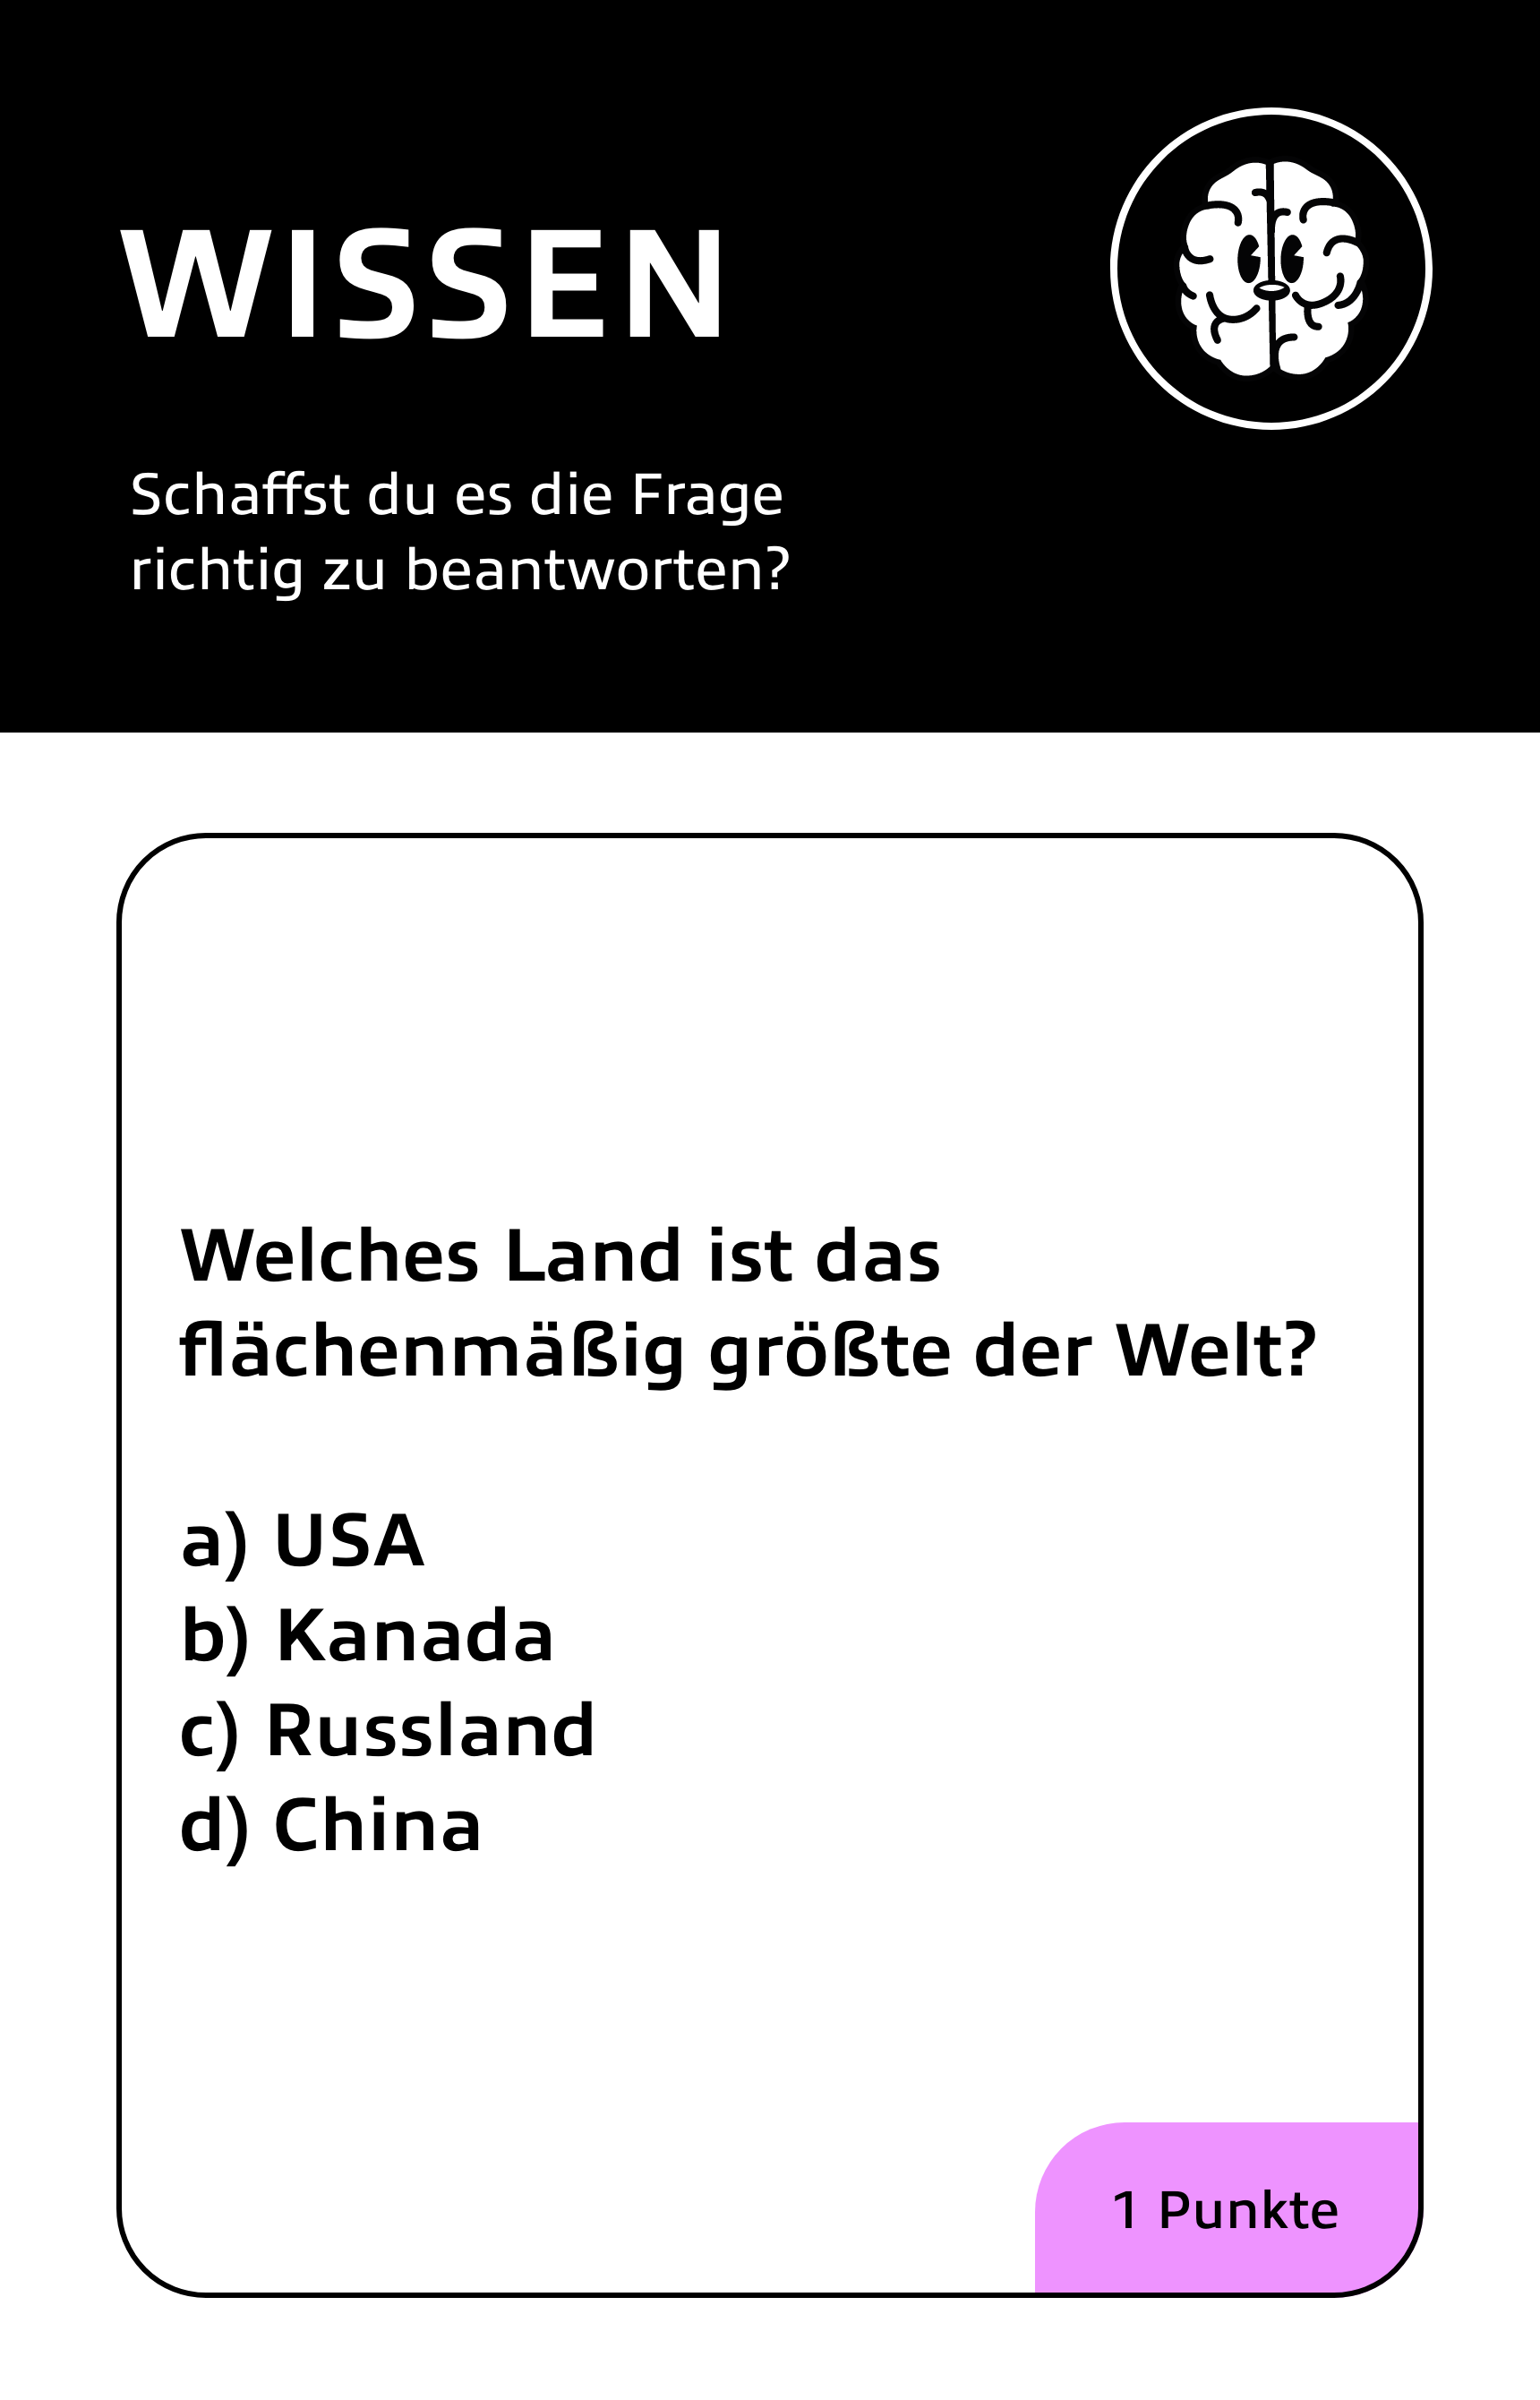 WISSEN
Schaffst du es die Frage
richtig zu beantworten?
Welches Land ist das
flächenmäßig größte der Welt?
a) USA
b) Kanada
c) Russland
d) China
1 Punkte